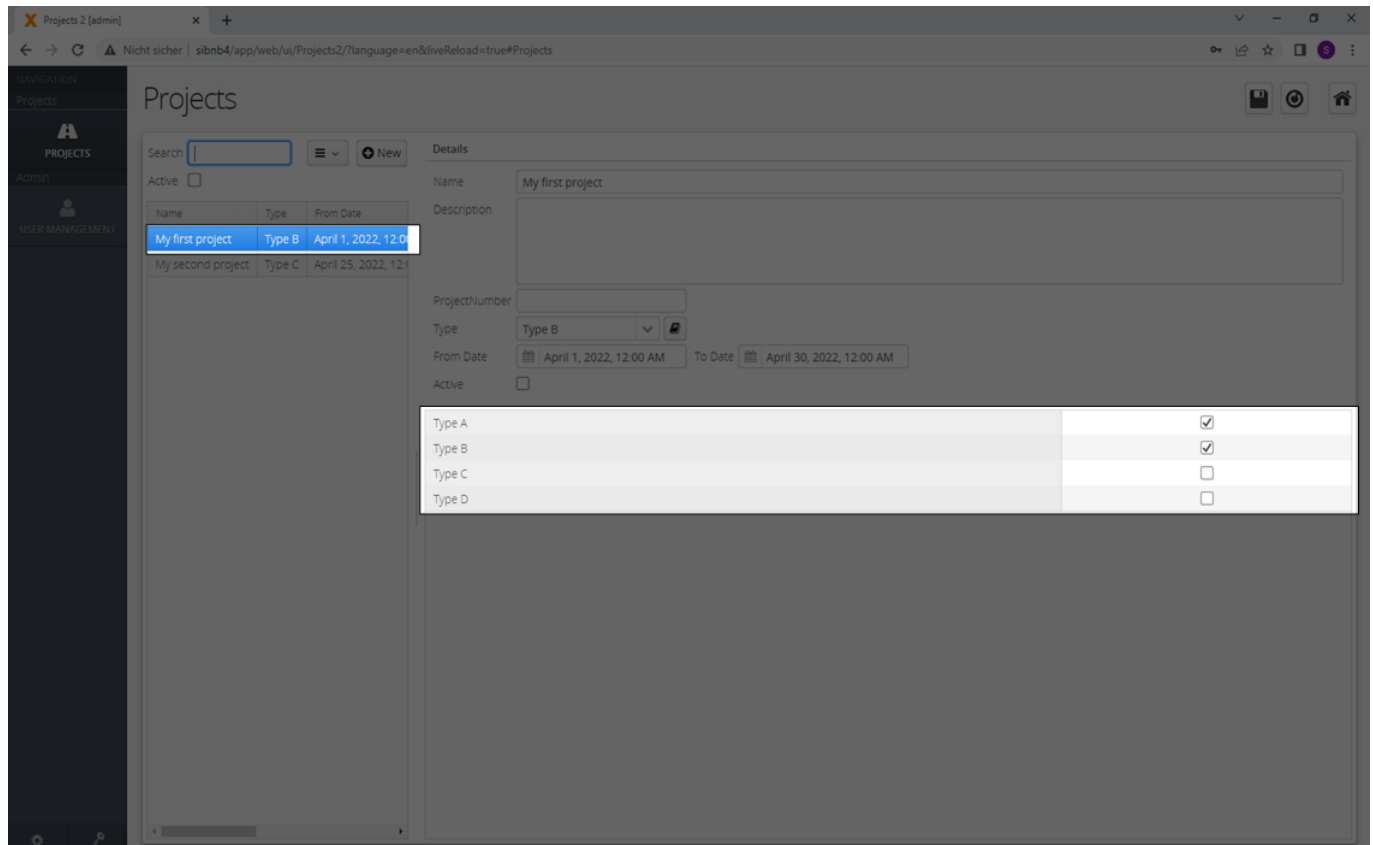 Projects 2 [admin]
Nicht sicher | sibnb4/app/web/ui/Projects2/?language=en&liveReload=true#Projects
S
NAVIGATION
Projects
PROJECTS
Admin
USER MANAGEMENT
Projects
Search
New
Active
Name Type From Date
My first project Type B April 1, 2022, 12:00
My second project Type C April 25, 2022, 12:0
Details
Name My first project
Description
ProjectNumber
Type Type B
From Date April 1, 2022, 12:00 AM To Date April 30, 2022, 12:00 AM
Active
Type A
Type B
Type C
Type D